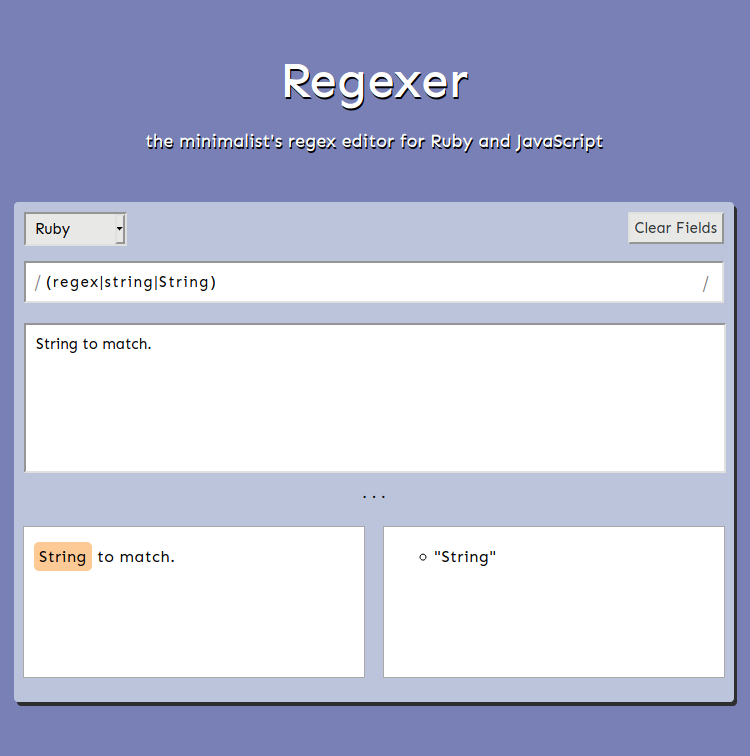 Regexer
the minimalist's regex editor for Ruby and JavaScript
Ruby
Clear Fields
/ (regex|string|String) /
String to match.
...
String to match.
"String"